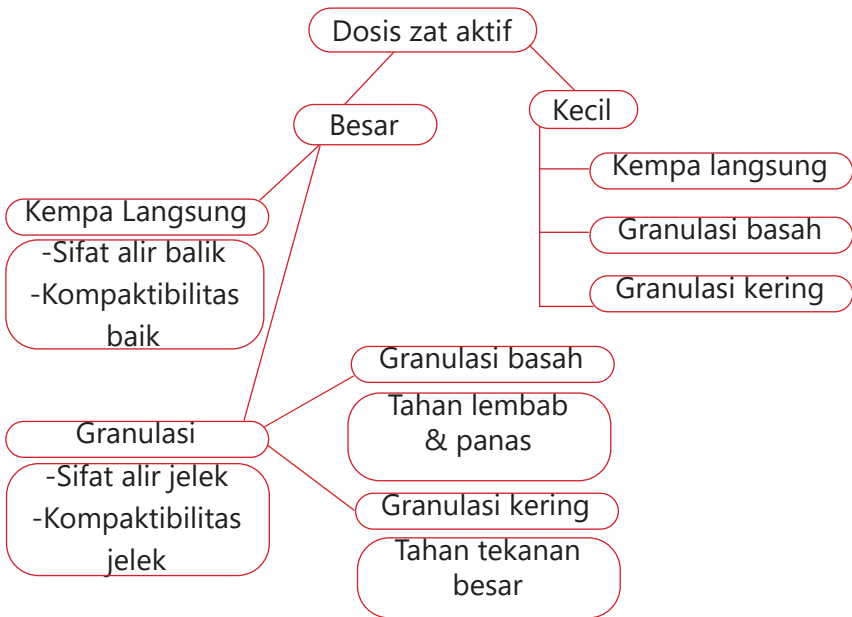 Dosis zat aktif
Besar
Kecil
Kempa langsung
Granulasi basah
Granulasi kering
Kempa Langsung
-Sifat alir balik
-Kompaktibilitas
baik
Granulasi
-Sifat alir jelek
-Kompaktibilitas
jelek
Granulasi basah
Tahan lembab
& panas
Granulasi kering
Tahan tekanan
besar